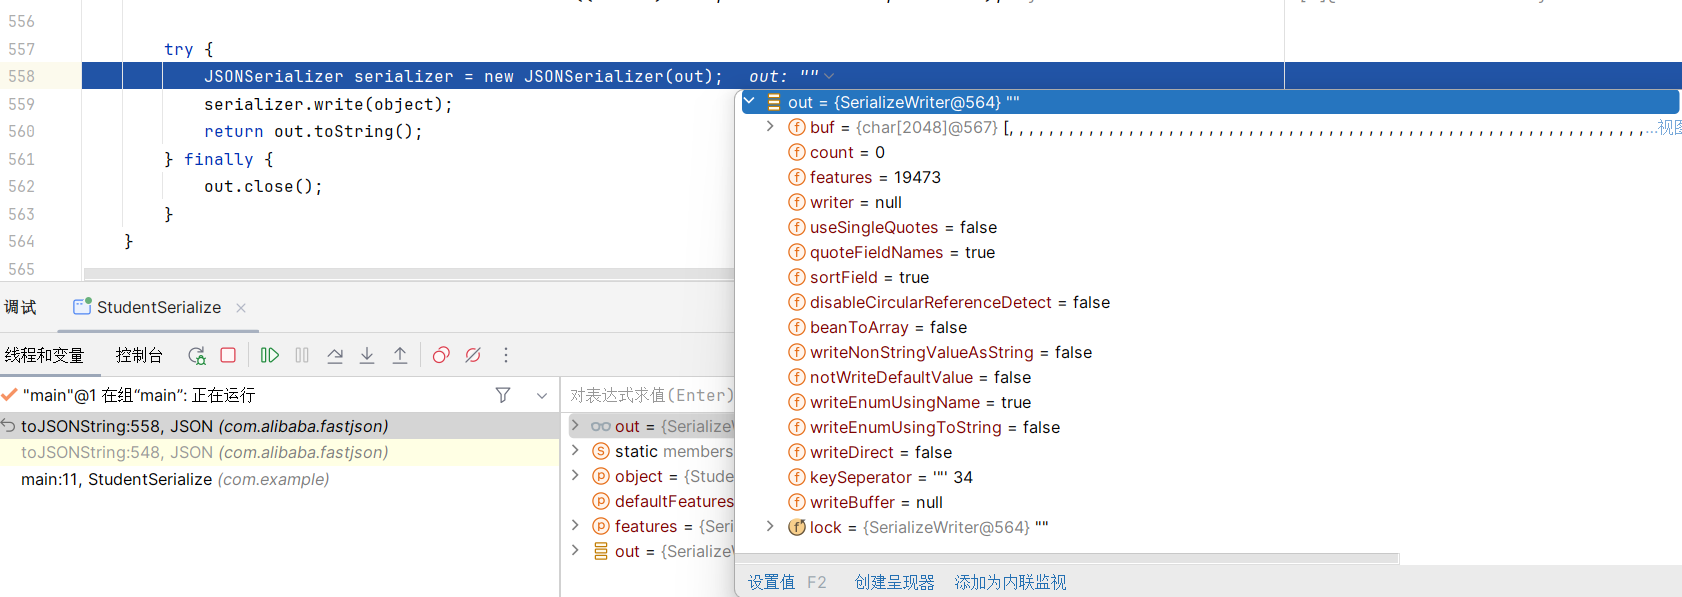 556
557 try {
558 JSONSerializer serializer = new JSONSerializer(out); out: ""
559 serializer.write(object);
560 return out.toString();
561 } finally {
562 out.close();
563 }
564 }
565
out = {SerializeWriter@564} ""
buf = {char[2048]@567} [, , , , , , , , , , , , , , , , , , , , , , , , , , , , , , , , , , , , , , , , , , , , , , , , , , , , , , , , , , , , , , , , ...视图
count = 0
features = 19473
writer = null
useSingleQuotes = false
quoteFieldNames = true
sortField = true
disableCircularReferenceDetect = false
beanToArray = false
writeNonStringValueAsString = false
notWriteDefaultValue = false
writeEnumUsingName = true
writeEnumUsingToString = false
writeDirect = false
keySeperator = '"' 34
writeBuffer = null
lock = {SerializeWriter@564} ""
设置值 F2 创建呈现器 添加为内联监视
调试 StudentSerialize
线程和变量 控制台
"main"@1 在组“main”: 正在运行
toJSONString:558, JSON (com.alibaba.fastjson)
toJSONString:548, JSON (com.alibaba.fastjson)
main:11, StudentSerialize (com.example)
对表达式求值(Enter)
out = {Serialize
static members
object = {Stude
defaultFeatures
features = {Seri
out = {Serialize